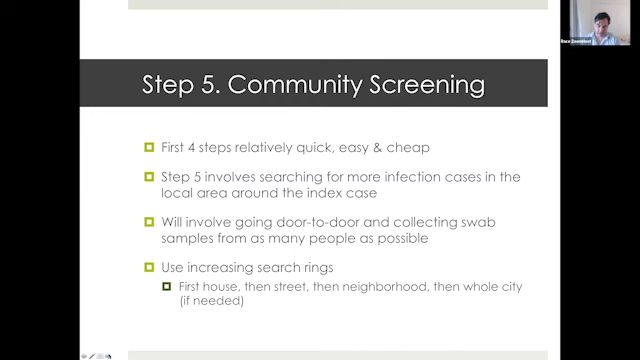 Step 5. Community Screening
First 4 steps relatively quick, easy & cheap
Step 5 involves searching for more infection cases in the
local area around the index case
Will involve going door-to-door and collecting swab
samples from as many people as possible
Use increasing search rings
First house, then street, then neighborhood, then whole city
(if needed)